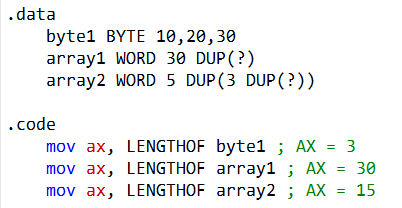 .data
byte1 BYTE 10,20,30
array1 WORD 30 DUP(?)
array2 WORD 5 DUP(3 DUP(?))
.code
mov ax, LENGTHOF byte1 ; AX = 3
mov ax, LENGTHOF array1 ; AX = 30
mov ax, LENGTHOF array2 ; AX = 15